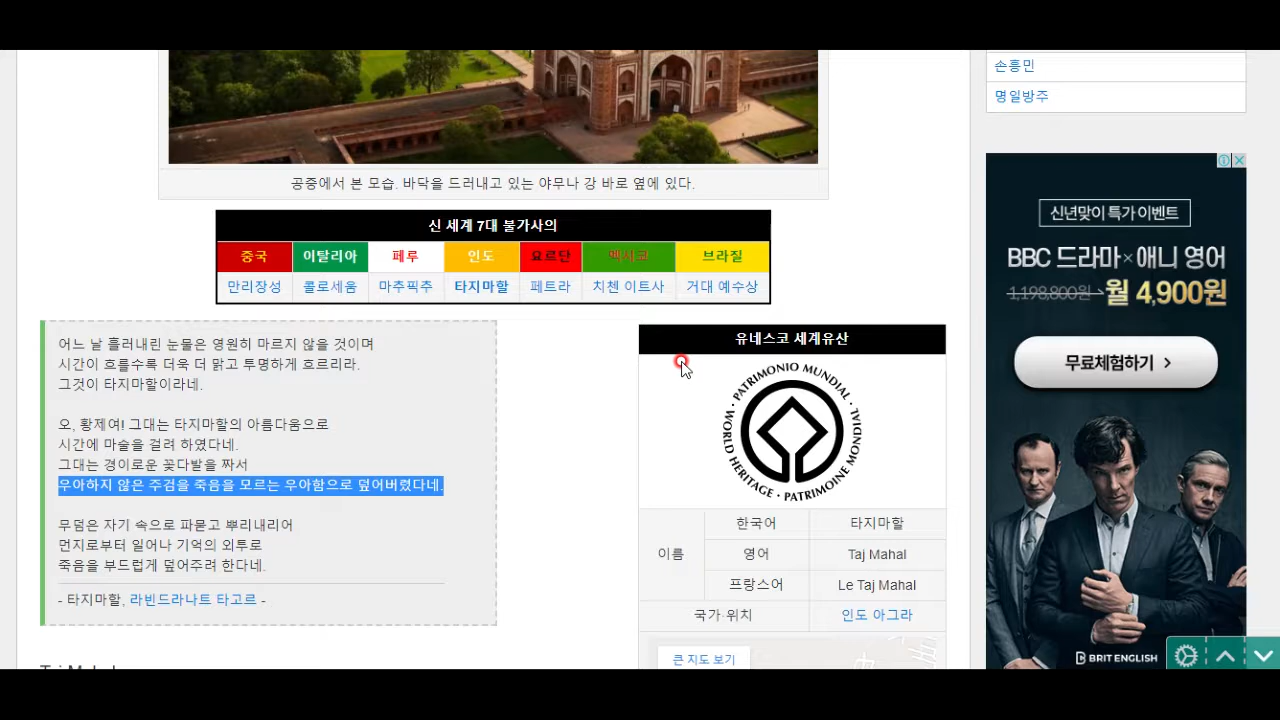 손흥민
명일방주
공중에서 본 모습. 바닥을 드러내고 있는 야무나 강 바로 옆에 있다.
신 세계 7대 불가사의
중국 이탈리아 페루 인도 요르단 멕시코 브라질
만리장성 콜로세움 마추픽추 타지마할 페트라 치첸 이트사 거대 예수상
어느 날 흘러내린 눈물은 영원히 마르지 않을 것이며
시간이 흐를수록 더욱 더 맑고 투명하게 흐르리라.
그것이 타지마할이라네.
오, 황제여! 그대는 타지마할의 아름다움으로
시간에 마술을 걸려 하였다네.
그대는 경이로운 꽃다발을 짜서
우아하지 않은 주검을 죽음을 모르는 우아함으로 덮어버렸다네.
무덤은 자기 속으로 파묻고 뿌리내리어
먼지로부터 일어나 기억의 외투로
죽음을 부드럽게 덮어주려 한다네.
- 타지마할, 라빈드라나트 타고르 -
유네스코 세계유산
PATRIMONIO MUNDIAL · WORLD HERITAGE · PATRIMOINE MONDIAL ·
이름
한국어 타지마할
영어 Taj Mahal
프랑스어 Le Taj Mahal
국가·위치 인도 아그라
큰 지도 보기
신년맞이 특가 이벤트
BBC 드라마×애니 영어
1,198,800원 월 4,900원
무료체험하기 >
BRIT ENGLISH